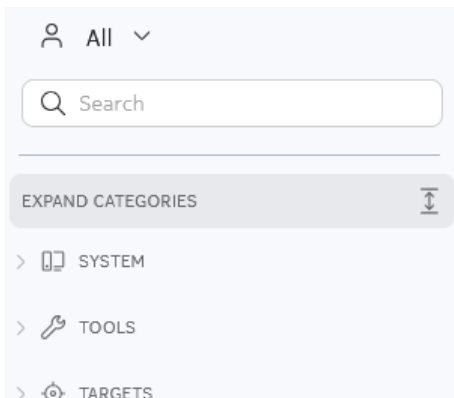 All
Search
EXPAND CATEGORIES
SYSTEM
TOOLS
TARGETS